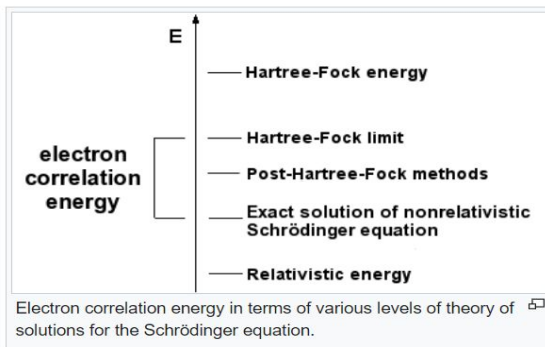 E
Hartree-Fock energy
Hartree-Fock limit
electron
correlation
energy
Post-Hartree-Fock methods
Exact solution of nonrelativistic
Schrödinger equation
Relativistic energy
Electron correlation energy in terms of various levels of theory of
solutions for the Schrödinger equation.